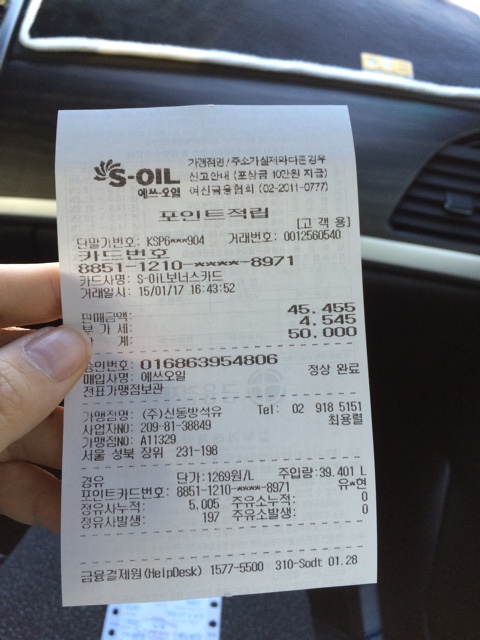 S-OIL
에쓰-오일
가맹점명/주소가실제와다른경우
신고안내 (포상금 10만원 지급)
여신금융협회 (02-2011-0777)
포인트적립
[고 객 용]
단말기번호: KSP6***904 거래번호: 0012560540
카드번호
8851-1210-****-8971
카드사명: S-OIL보너스카드
거래일시: 15/01/17 16:43:52
판매금액: 45.455
부 가 세: 4.545
계: 50.000
승인번호: 016863954806 정상 완료
매입사명: 에쓰오일
전표가맹점보관
가맹점명: (주)신동방석유 Tel: 02 918 5151
사업자NO: 209-81-38849 최용렬
가맹점NO: A11329
서울 성북 장위 231-198
경유 단가:1269원/L 주입량:39.401 L
포인트카드번호: 8851-1210-****-8971 유*현
정유사누적: 5,005 주유소누적: 0
정유사발생: 197 주유소발생: 0
금융결제원(HelpDesk) 1577-5500 310-Sodt 01.28